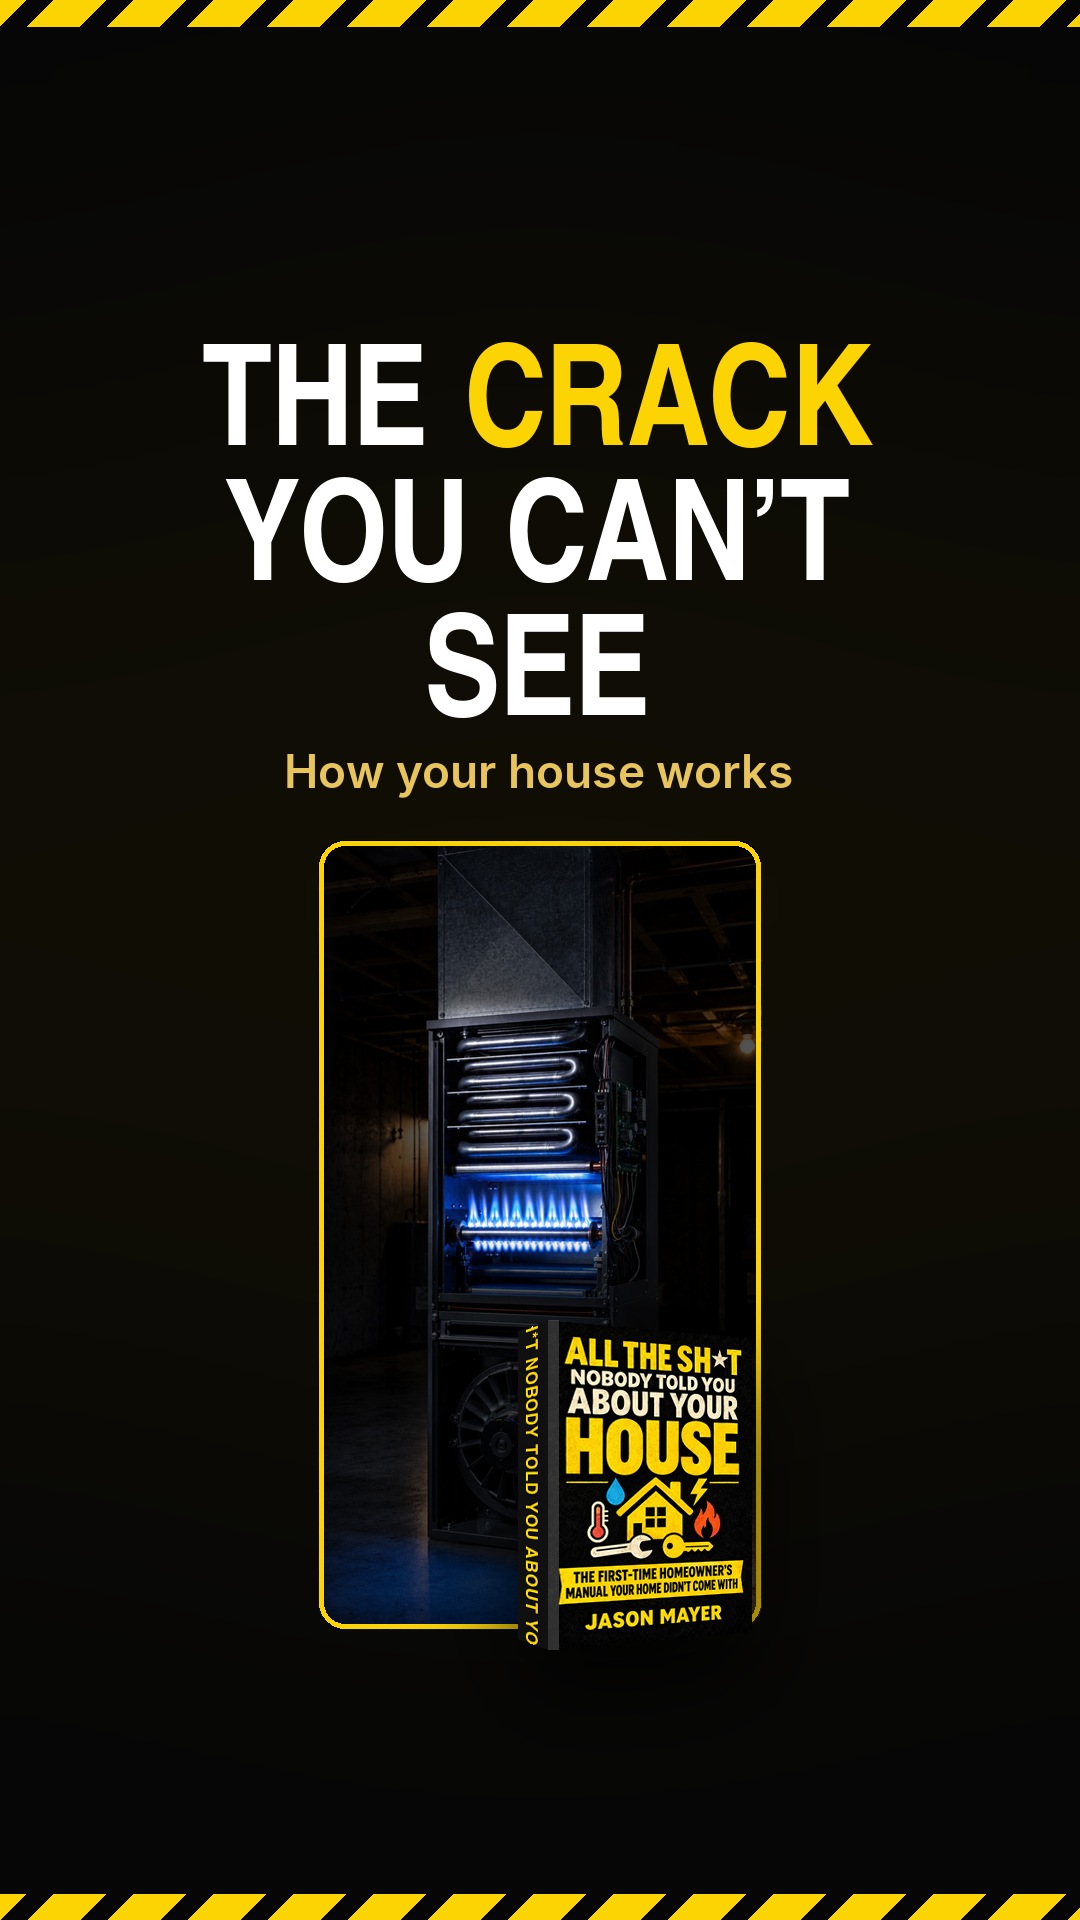 THE CRACK
YOU CAN’T
SEE
How your house works
T NOBODY TOLD YOU ABOUT YO
ALL THE SH★T
NOBODY TOLD YOU
ABOUT YOUR
HOUSE
THE FIRST-TIME HOMEOWNER'S
MANUAL YOUR HOME DIDN'T COME WITH
JASON MAYER